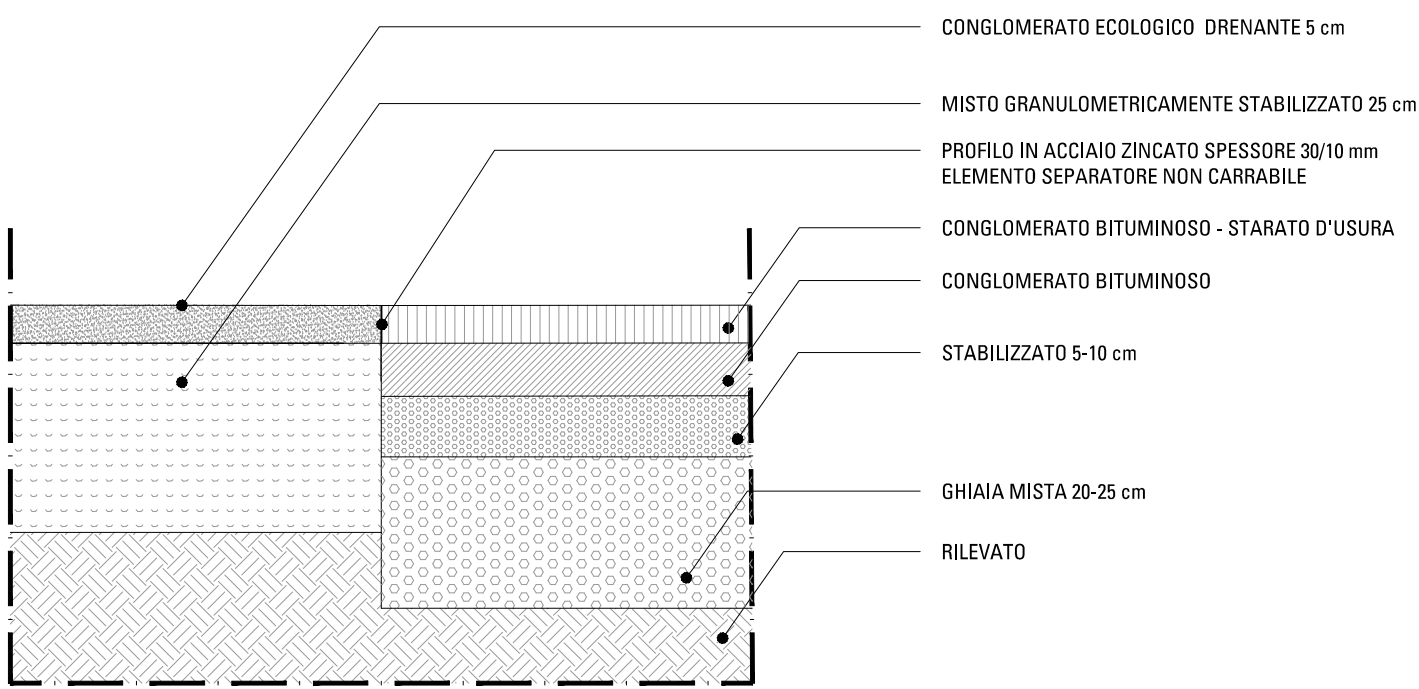 CONGLOMERATO ECOLOGICO DRENANTE 5 cm
MISTO GRANULOMETRICAMENTE STABILIZZATO 25 cm
PROFILO IN ACCIAIO ZINCATO SPESSORE 30/10 mm
ELEMENTO SEPARATORE NON CARRABILE
CONGLOMERATO BITUMINOSO - STARATO D'USURA
CONGLOMERATO BITUMINOSO
STABILIZZATO 5-10 cm
GHIAIA MISTA 20-25 cm
RILEVATO